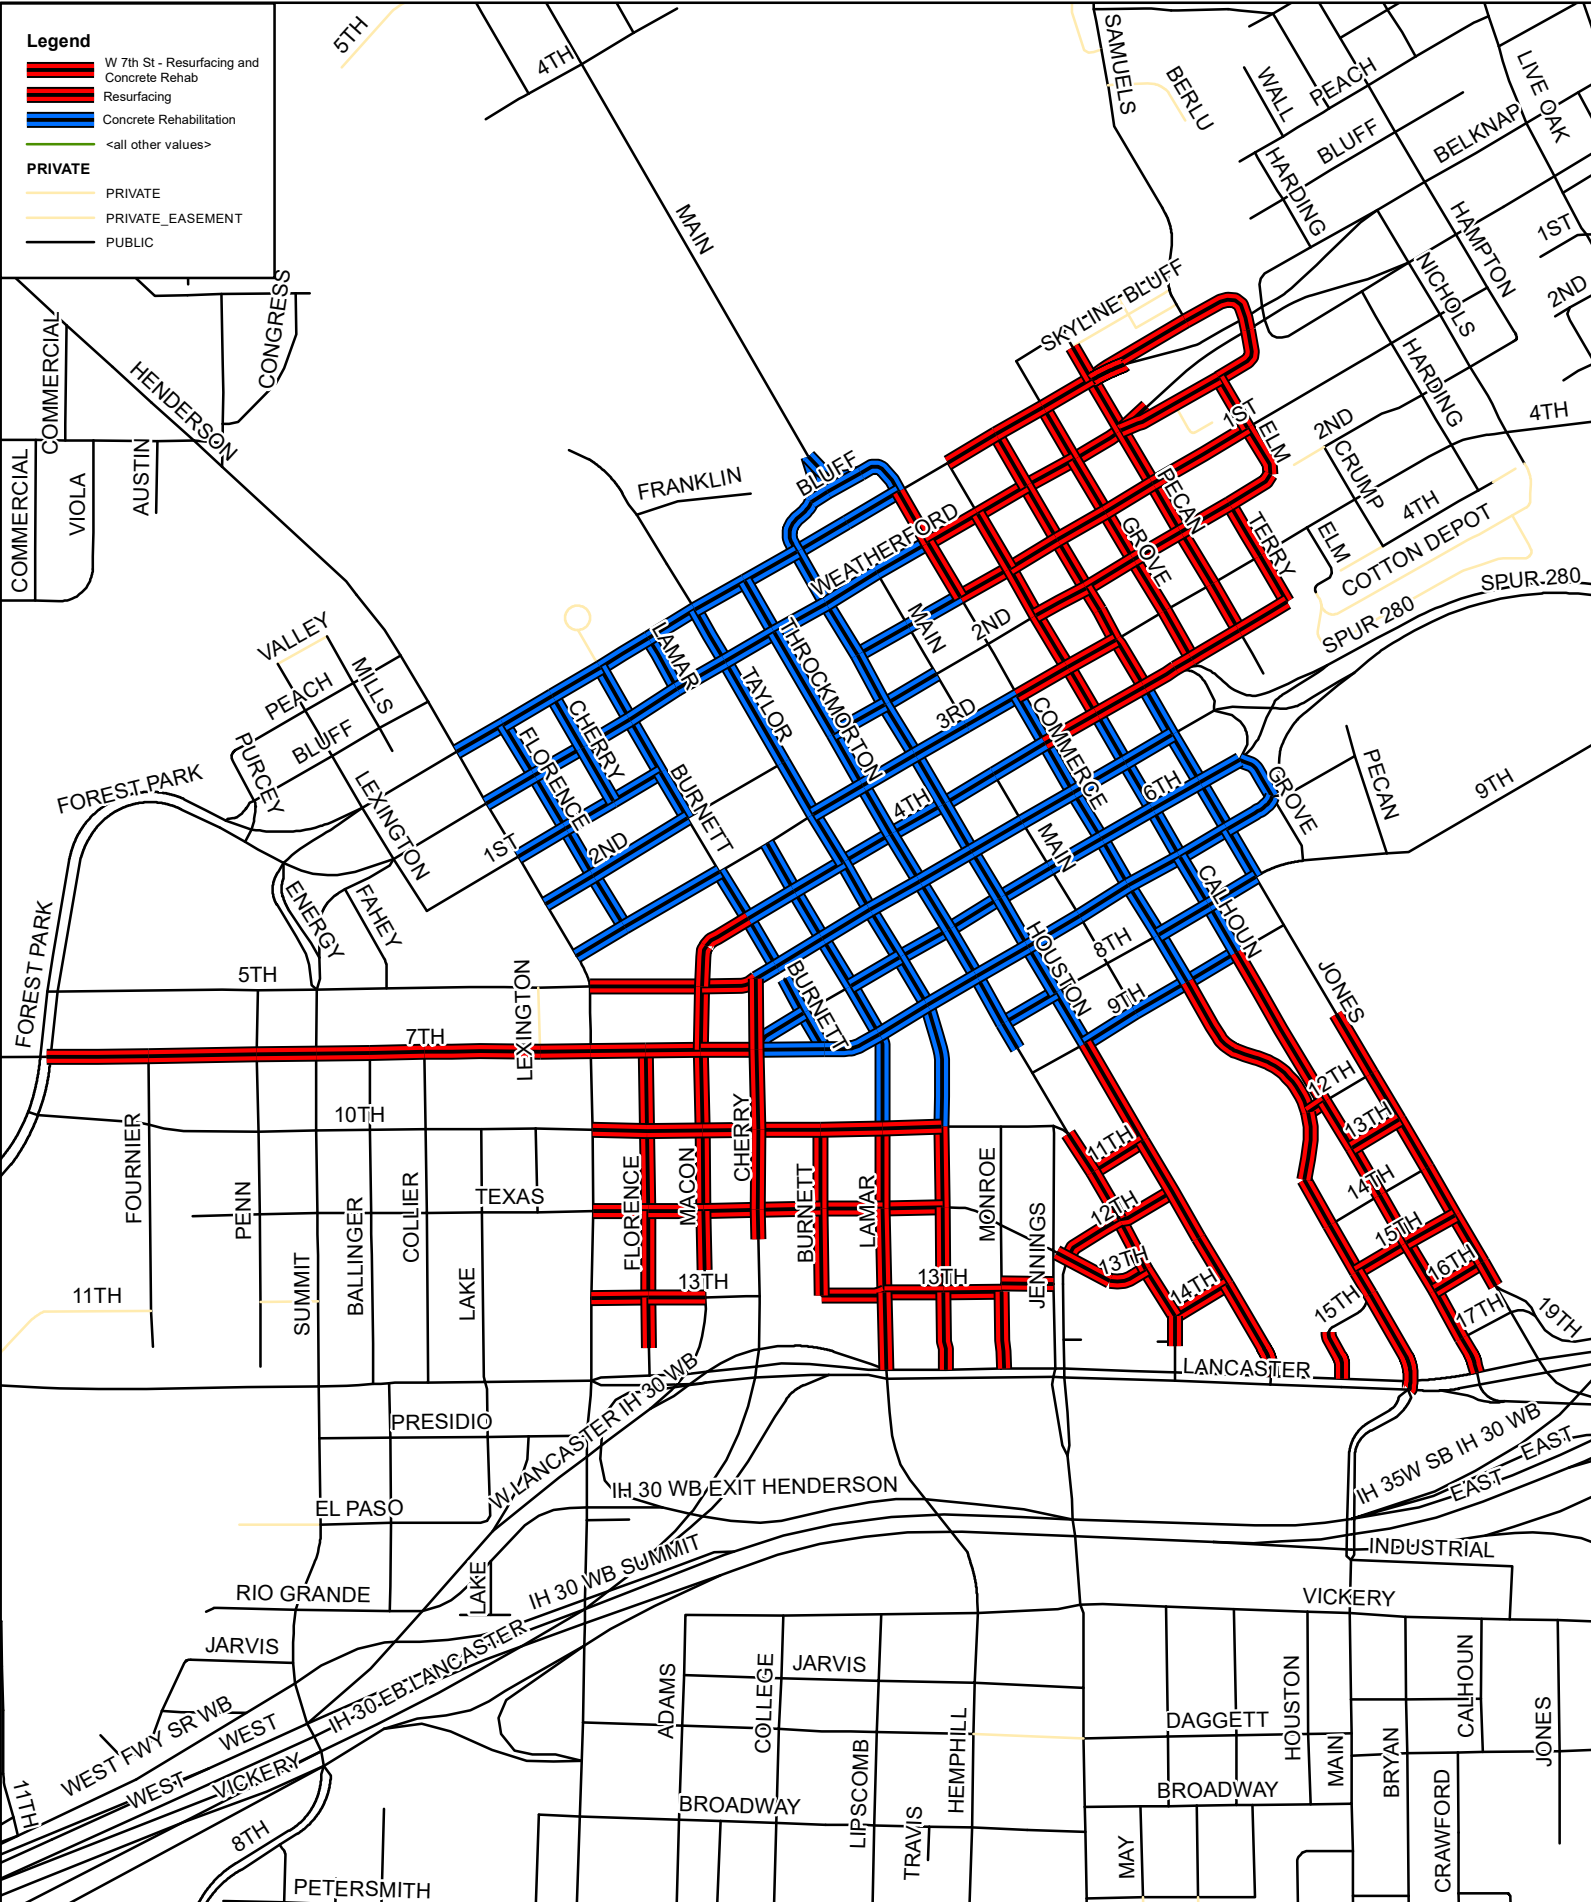 Legend
W 7th St - Resurfacing and
Concrete Rehab
Resurfacing
Concrete Rehabilitation
<all other values>
PRIVATE
PRIVATE
PRIVATE_EASEMENT
PUBLIC
5TH
4TH
SAMUELS
BERLU
WALL
PEACH
LIVE OAK
BLUFF
BELKNAP
HARDING
HAMPTON
1ST
MAIN
NICHOLS
2ND
SKYLINE BLUFF
CONGRESS
COMMERCIAL
HENDERSON
HARDING
4TH
1ST
ELM
2ND
CRUMP
COMMERCIAL
VIOLA
AUSTIN
FRANKLIN
BLUFF
PECAN
4TH
WEATHERFORD
GROVE
TERRY
ELM
COTTON DEPOT
SPUR 280
SPUR 280
VALLEY
MILLS
PEACH
LAMAR
THROCKMORTON
MAIN
2ND
BLUFF
PURCEY
CHERRY
TAYLOR
3RD
COMMERCE
FLORENCE
FOREST PARK
LEXINGTON
BURNETT
4TH
6TH
GROVE
PECAN
9TH
1ST
2ND
MAIN
ENERGY
FAHEY
CALHOUN
FOREST PARK
HOUSTON
8TH
5TH
LEXINGTON
BURNETT
9TH
JONES
7TH
12TH
10TH
FOURNIER
CHERRY
11TH
13TH
FLORENCE
MACON
BURNETT
LAMAR
MONROE
14TH
PENN
BALLINGER
COLLIER
TEXAS
JENNINGS
12TH
15TH
SUMMIT
LAKE
13TH
13TH
13TH
14TH
16TH
11TH
15TH
17TH
19TH
LANCASTER
W LANCASTER IH 30 WB
PRESIDIO
IH 35W SB IH 30 WB
EAST
EAST
IH 30 WB EXIT HENDERSON
EL PASO
INDUSTRIAL
IH 30 WB SUMMIT
LAKE
RIO GRANDE
VICKERY
JARVIS
IH 30 EB LANCASTER
JARVIS
ADAMS
COLLEGE
HOUSTON
CALHOUN
WEST FWY SR WB
WEST
DAGGETT
JONES
HEMPHILL
LIPSCOMB
MAIN
BRYAN
WEST
VICKERY
11TH
BROADWAY
BROADWAY
TRAVIS
MAY
CRAWFORD
8TH
PETERSMITH